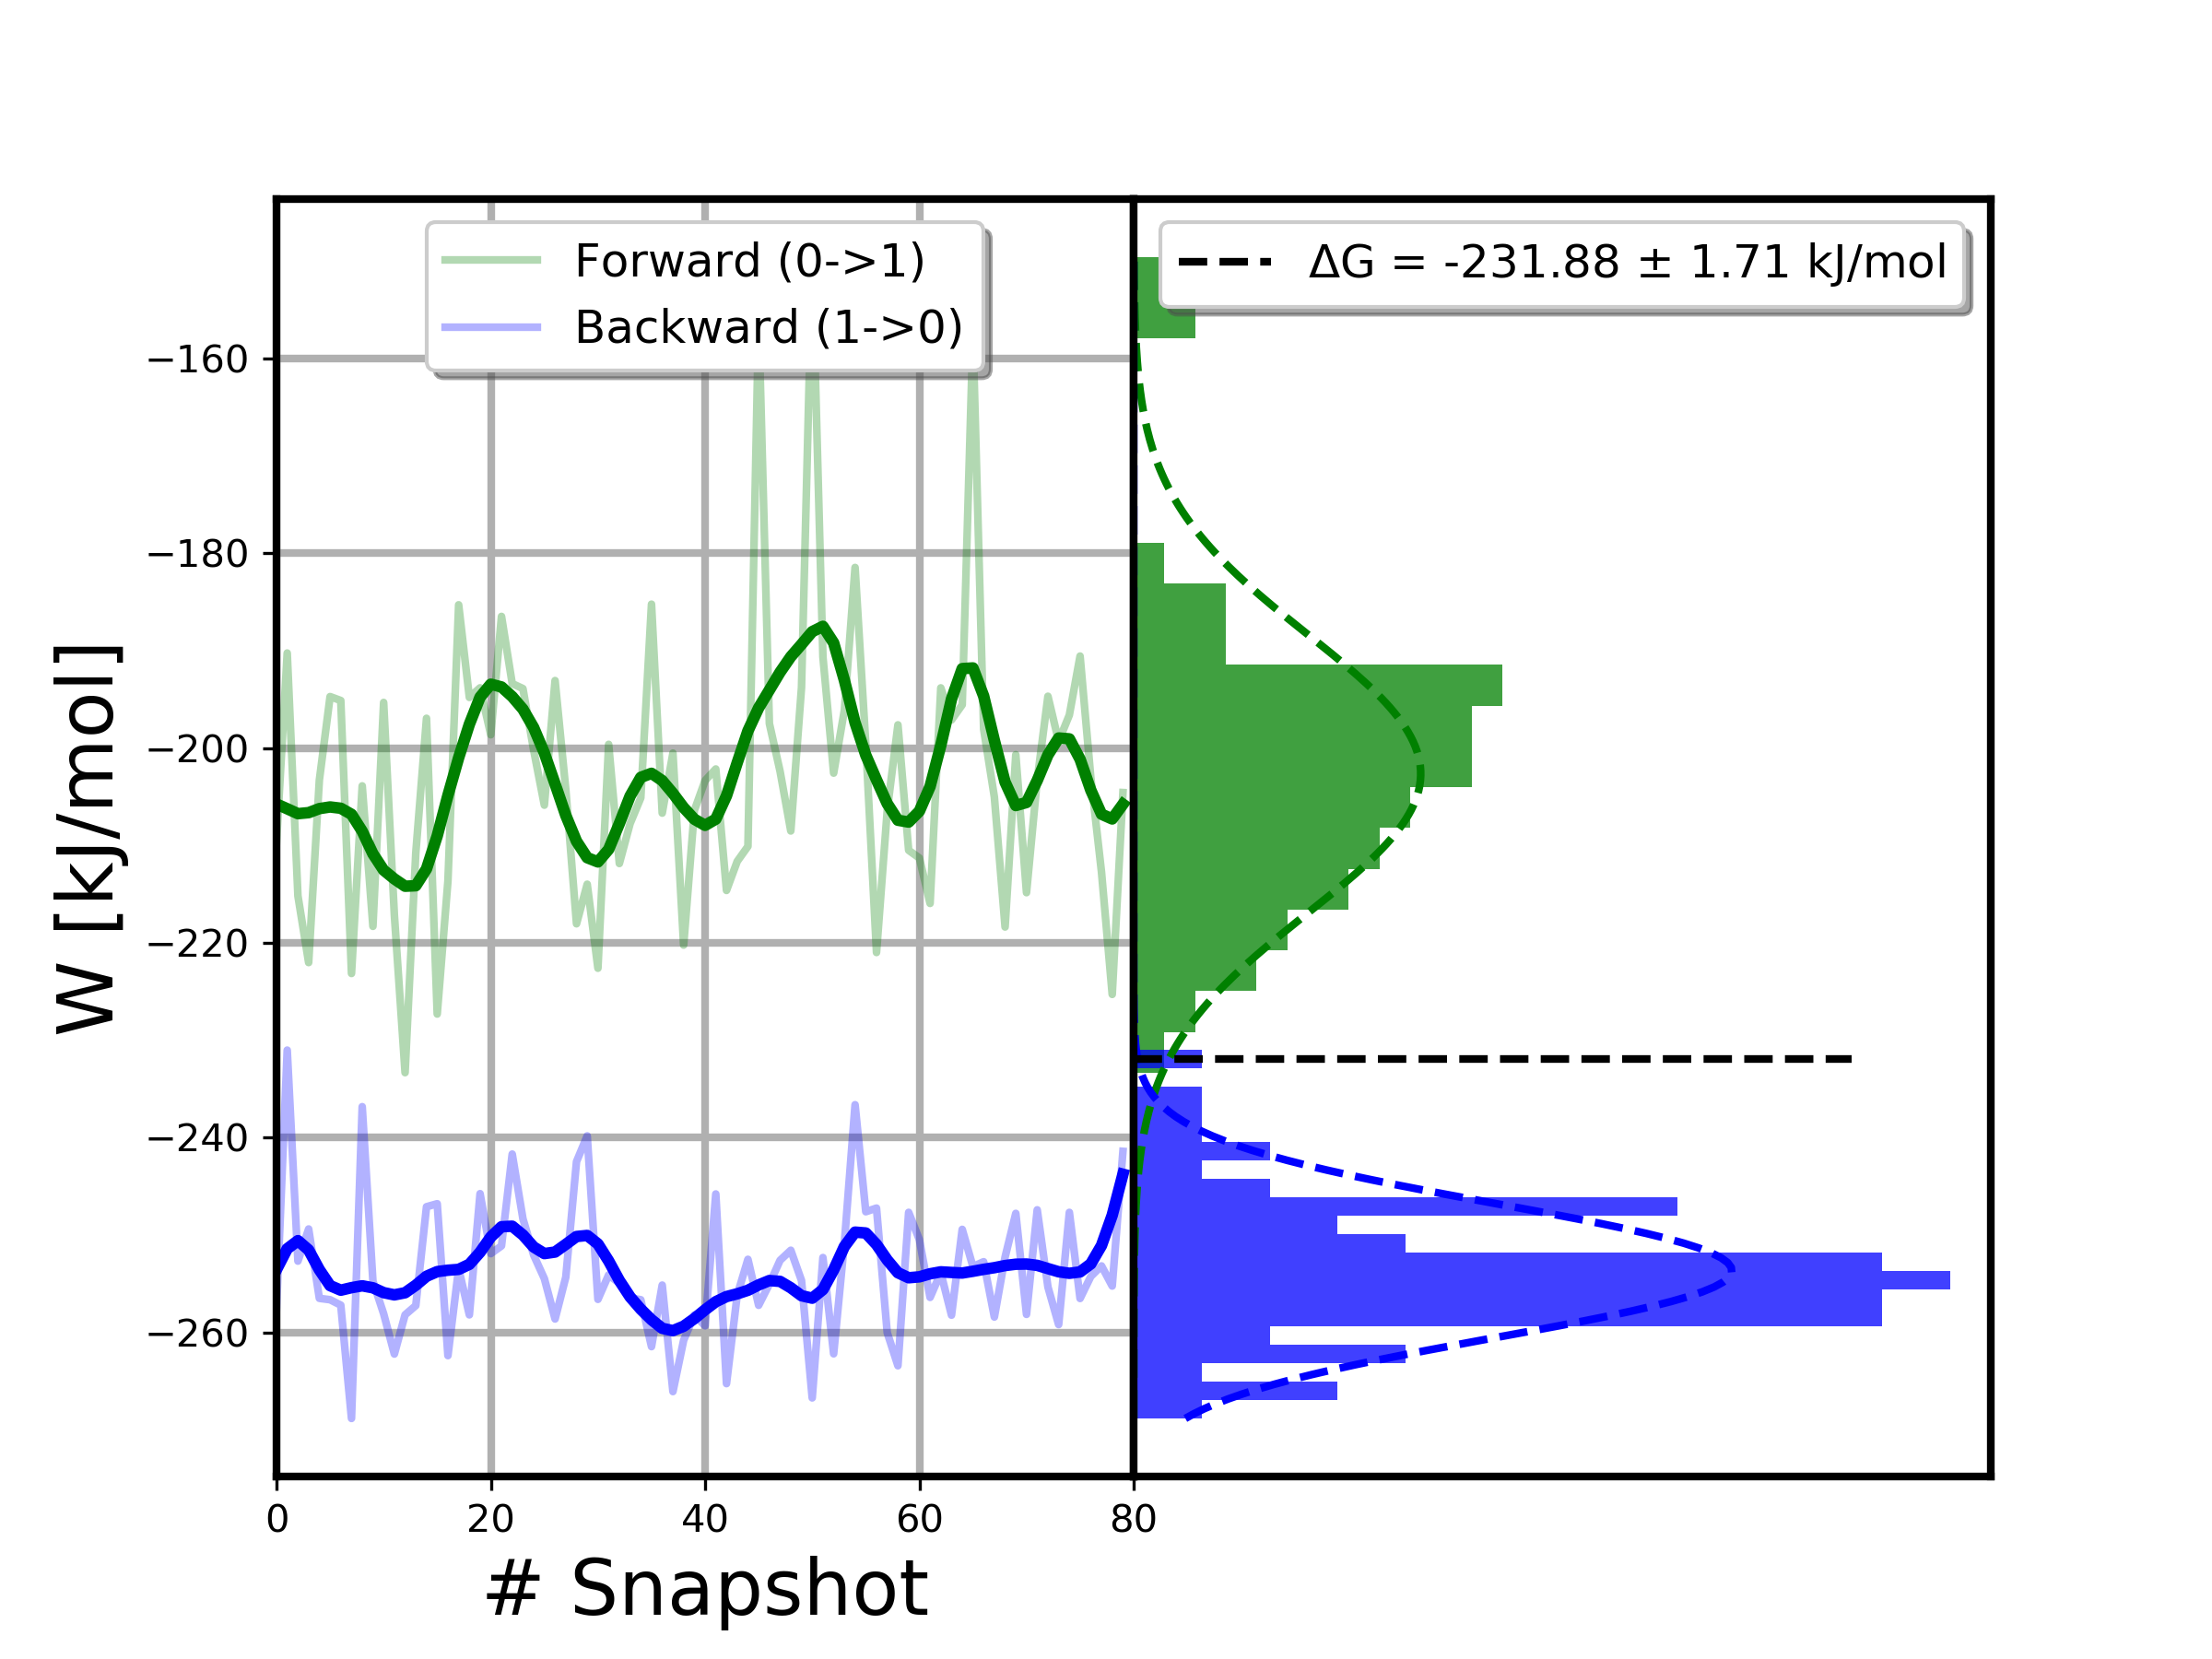 Forward (0->1)
Backward (1->0)
ΔG = -231.88 ± 1.71 kJ/mol
W [kJ/mol]
−160
−180
−200
−220
−240
−260
0 20 40 60 80
# Snapshot